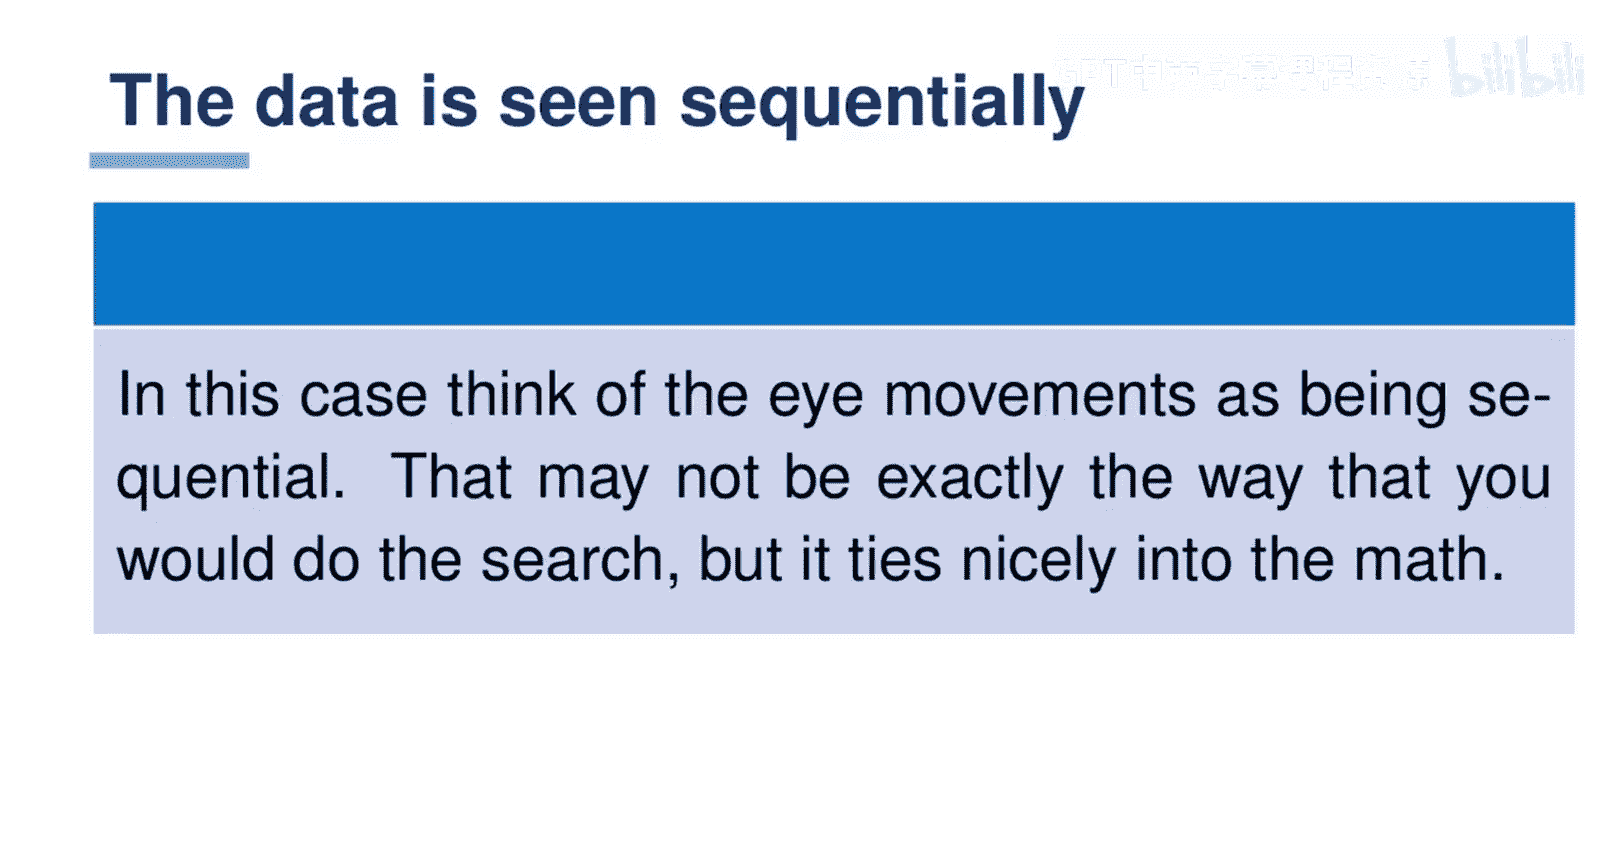 The data is seen sequentially
bilibili
In this case think of the eye movements as being se-
quential. That may not be exactly the way that you
would do the search, but it ties nicely into the math.